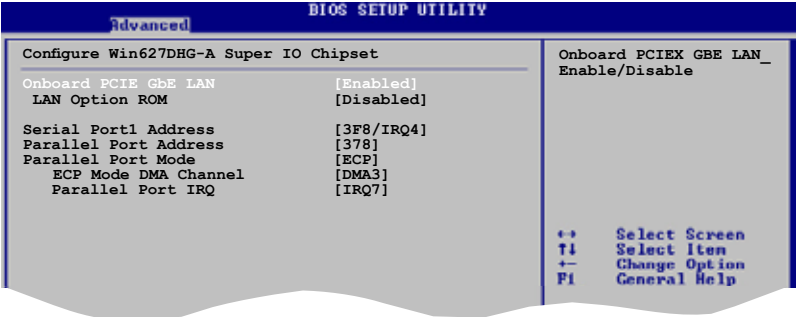 BIOS SETUP UTILITY
Advanced
Configure Win627DHG-A Super IO Chipset
Onboard PCIE GbE LAN [Enabled]
LAN Option ROM [Disabled]
Serial Port1 Address [3F8/IRQ4]
Parallel Port Address [378]
Parallel Port Mode [ECP]
ECP Mode DMA Channel [DMA3]
Parallel Port IRQ [IRQ7]
Onboard PCIEX GBE LAN_
Enable/Disable
←→ Select Screen
↑↓ Select Item
+- Change Option
F1 General Help